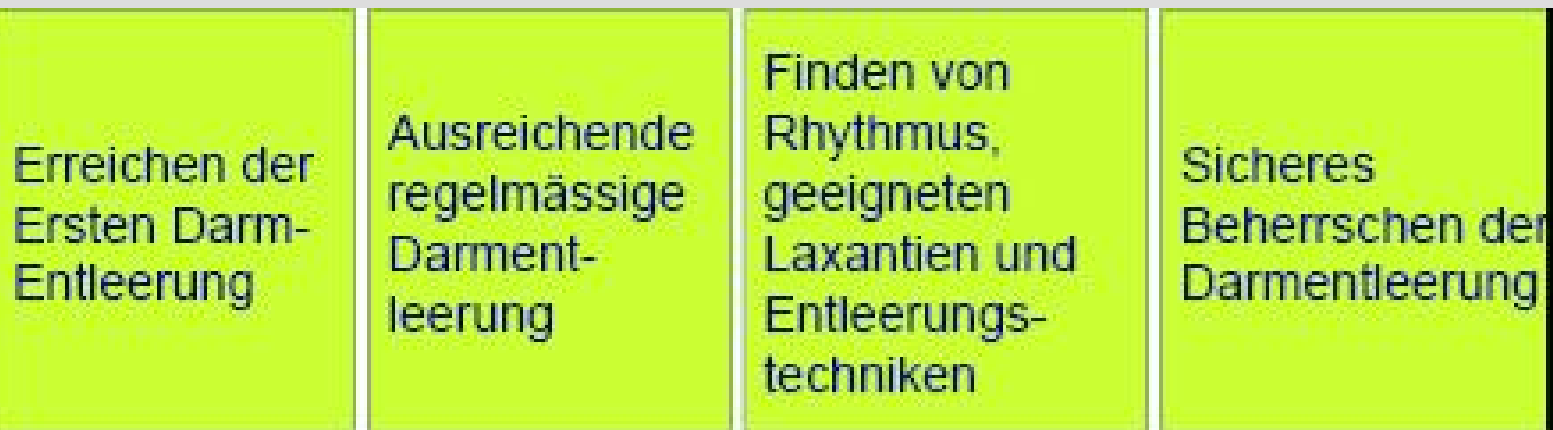 Erreichen der
Ersten Darm-
Entleerung
Ausreichende
regelmässige
Darment-
leerung
Finden von
Rhythmus,
geeigneten
Laxantien und
Entleerungs-
techniken
Sicheres
Beherrschen der
Darmentleerung